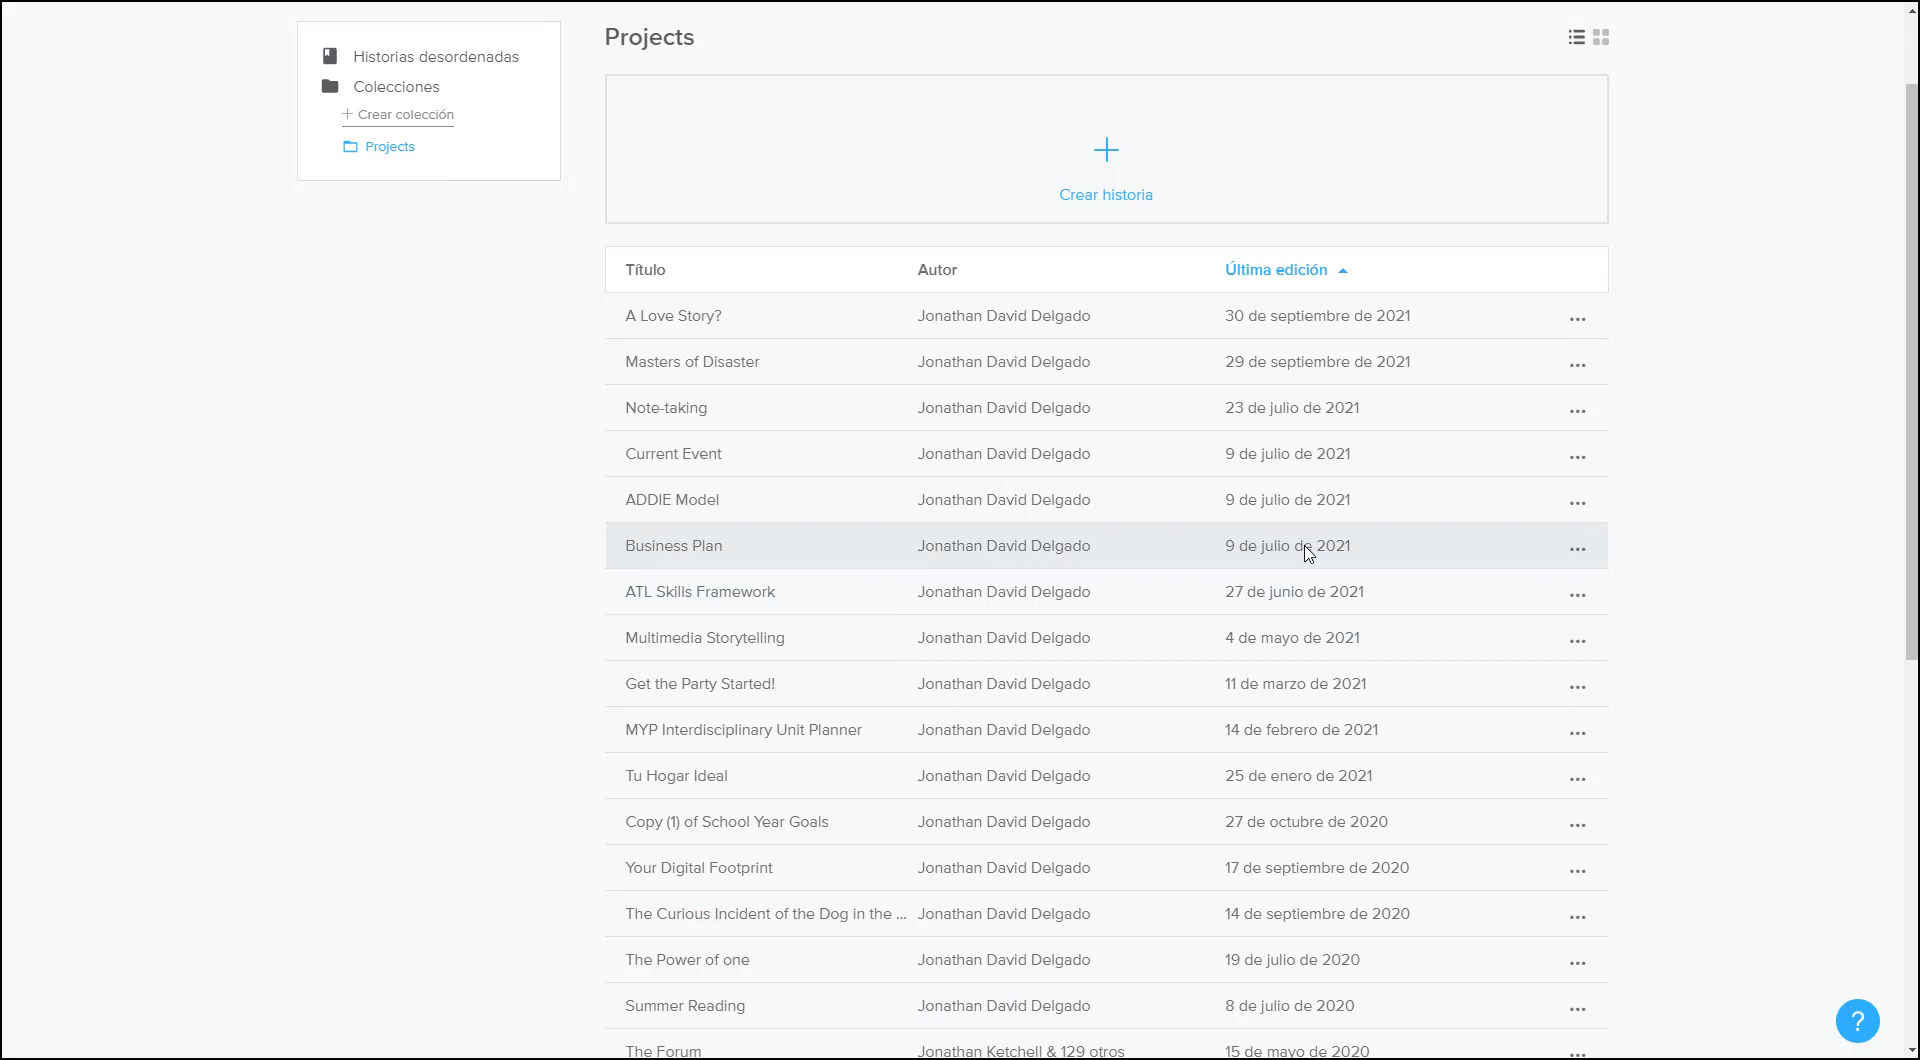 Historias desordenadas
Colecciones
+ Crear colección
Projects
Projects
Crear historia
Título Autor Última edición
A Love Story? Jonathan David Delgado 30 de septiembre de 2021 ...
Masters of Disaster Jonathan David Delgado 29 de septiembre de 2021 ...
Note-taking Jonathan David Delgado 23 de julio de 2021 ...
Current Event Jonathan David Delgado 9 de julio de 2021 ...
ADDIE Model Jonathan David Delgado 9 de julio de 2021 ...
Business Plan Jonathan David Delgado 9 de julio de 2021 ...
ATL Skills Framework Jonathan David Delgado 27 de junio de 2021 ...
Multimedia Storytelling Jonathan David Delgado 4 de mayo de 2021 ...
Get the Party Started! Jonathan David Delgado 11 de marzo de 2021 ...
MYP Interdisciplinary Unit Planner Jonathan David Delgado 14 de febrero de 2021 ...
Tu Hogar Ideal Jonathan David Delgado 25 de enero de 2021 ...
Copy (1) of School Year Goals Jonathan David Delgado 27 de octubre de 2020 ...
Your Digital Footprint Jonathan David Delgado 17 de septiembre de 2020 ...
The Curious Incident of the Dog in the ... Jonathan David Delgado 14 de septiembre de 2020 ...
The Power of one Jonathan David Delgado 19 de julio de 2020 ...
Summer Reading Jonathan David Delgado 8 de julio de 2020 ...
The Forum Jonathan Ketchell & 129 otros 15 de mayo de 2020 ...
?